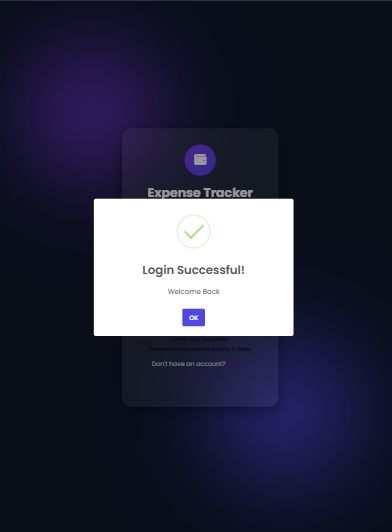 Expense Tracker
Login Successful!
Welcome Back
OK
Don't have an account?